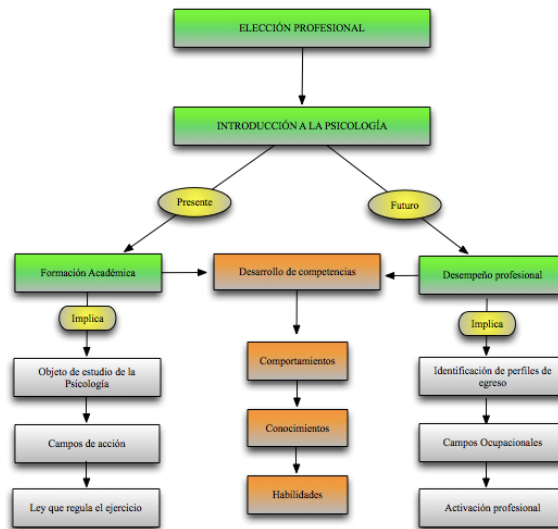 ELECCIÓN PROFESIONAL
INTRODUCCIÓN A LA PSICOLOGÍA
Presente
Futuro
Formación Académica
Desarrollo de competencias
Desempeño profesional
Implica
Implica
Objeto de estudio de la
Psicología
Comportamientos
Identificación de perfiles de
egreso
Campos de acción
Conocimientos
Campos Ocupacionales
Ley que regula el ejercicio
Habilidades
Activación profesional